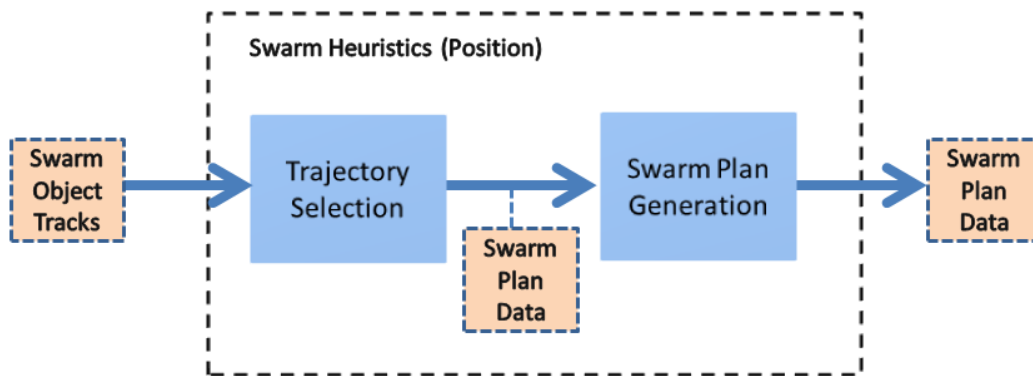 Swarm Heuristics (Position)
Swarm
Object
Tracks
Trajectory
Selection
Swarm
Plan
Data
Swarm Plan
Generation
Swarm
Plan
Data